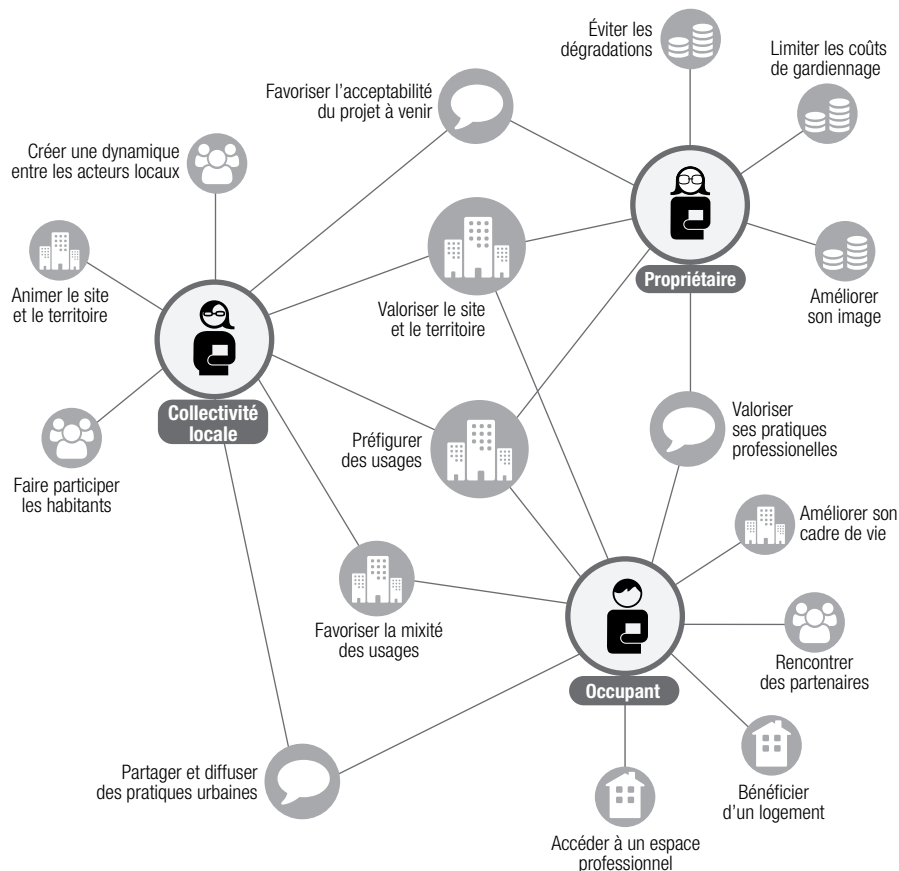 Éviter les
dégradations
Limiter les coûts
de gardiennage
Favoriser l'acceptabilité
du projet à venir
Créer une dynamique
entre les acteurs locaux
Animer le site
et le territoire
Valoriser le site
et le territoire
Propriétaire
Améliorer
son image
Collectivité
locale
Préfigurer
des usages
Valoriser
ses pratiques
professionelles
Faire participer
les habitants
Améliorer son
cadre de vie
Favoriser la mixité
des usages
Rencontrer
des partenaires
Occupant
Partager et diffuser
des pratiques urbaines
Bénéficier
d'un logement
Accéder à un espace
professionnel